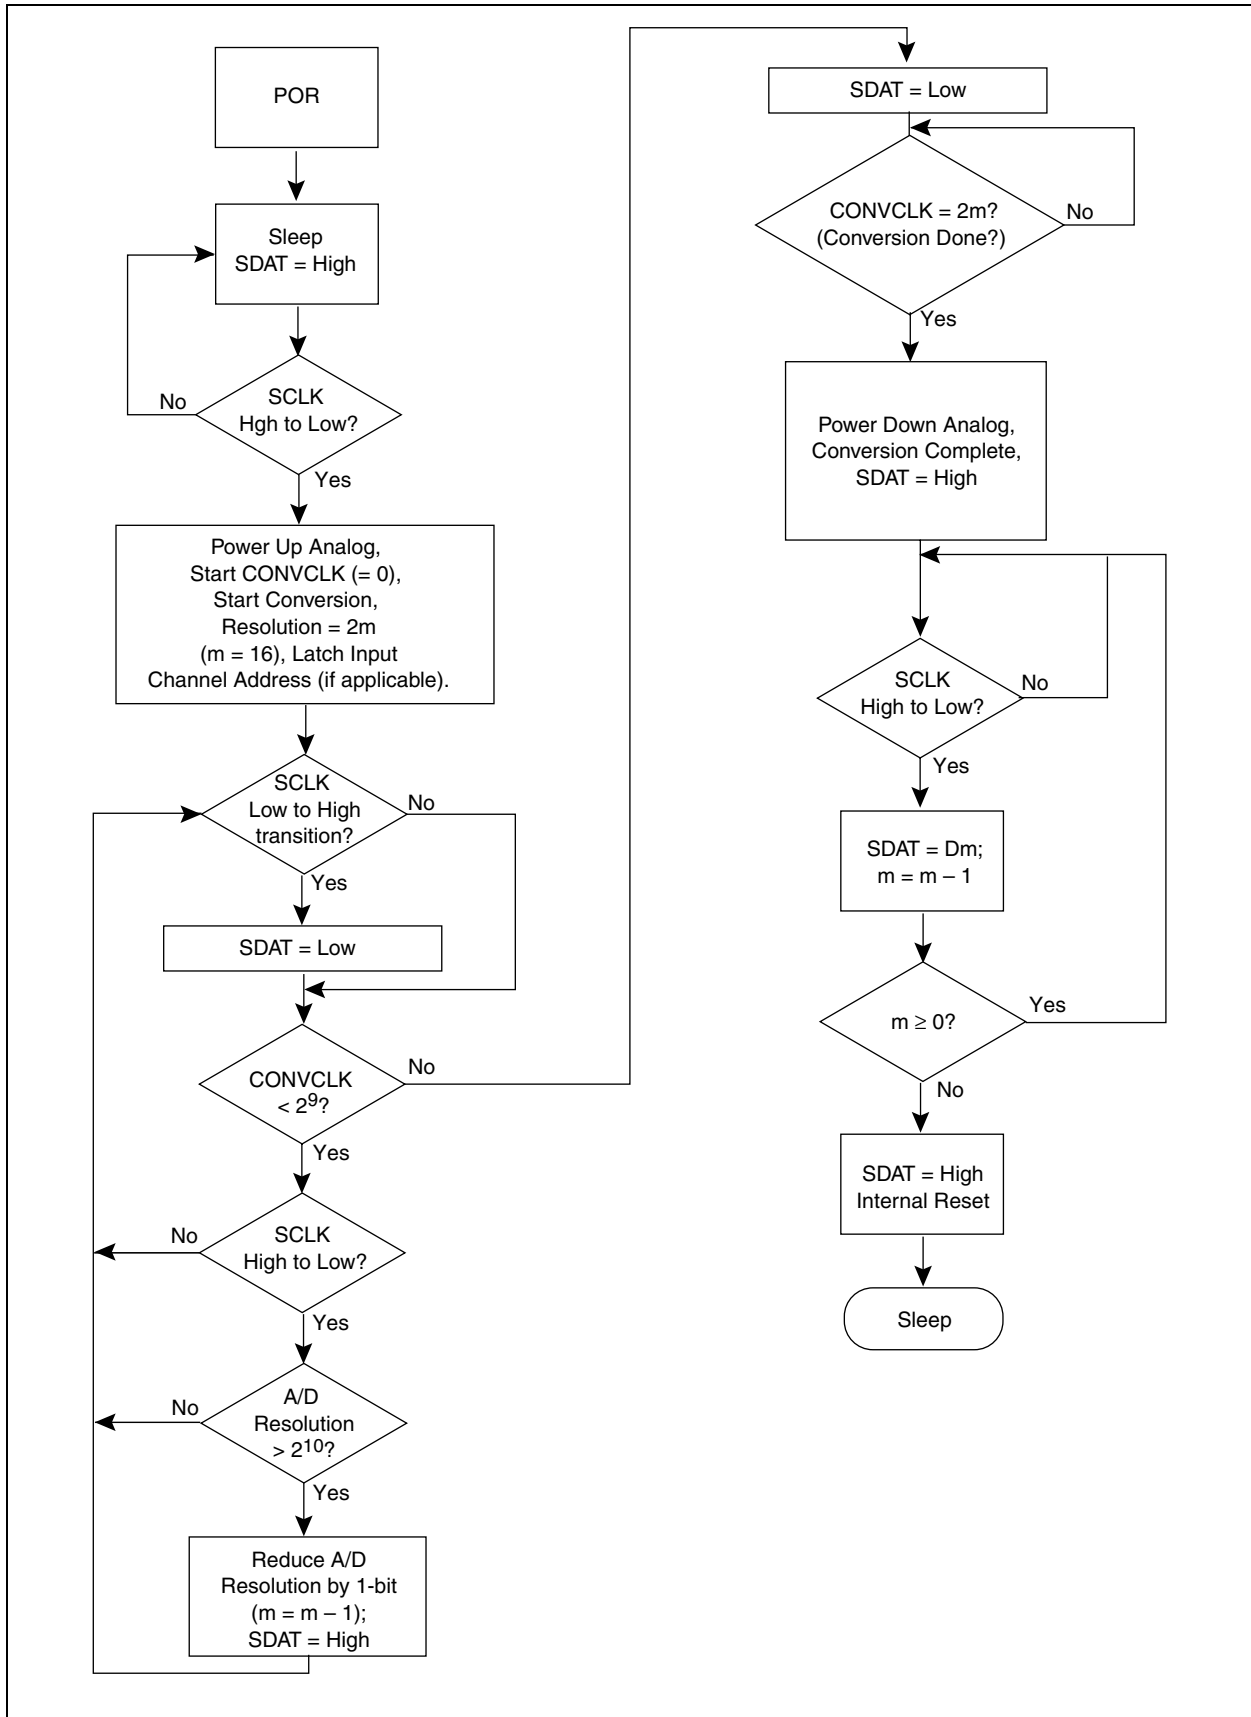 POR
Sleep
SDAT = High
SCLK
Hgh to Low?
No
Yes
Power Up Analog,
Start CONVCLK (= 0),
Start Conversion,
Resolution = 2m
(m = 16), Latch Input
Channel Address (if applicable).
SCLK
Low to High
transition?
No
Yes
SDAT = Low
CONVCLK
< 2⁹?
No
Yes
SCLK
High to Low?
No
Yes
A/D
Resolution
> 2¹⁰?
No
Yes
Reduce A/D
Resolution by 1-bit
(m = m – 1);
SDAT = High
SDAT = Low
CONVCLK = 2m?
(Conversion Done?)
No
Yes
Power Down Analog,
Conversion Complete,
SDAT = High
SCLK
High to Low?
No
Yes
SDAT = Dm;
m = m – 1
m ≥ 0?
Yes
No
SDAT = High
Internal Reset
Sleep